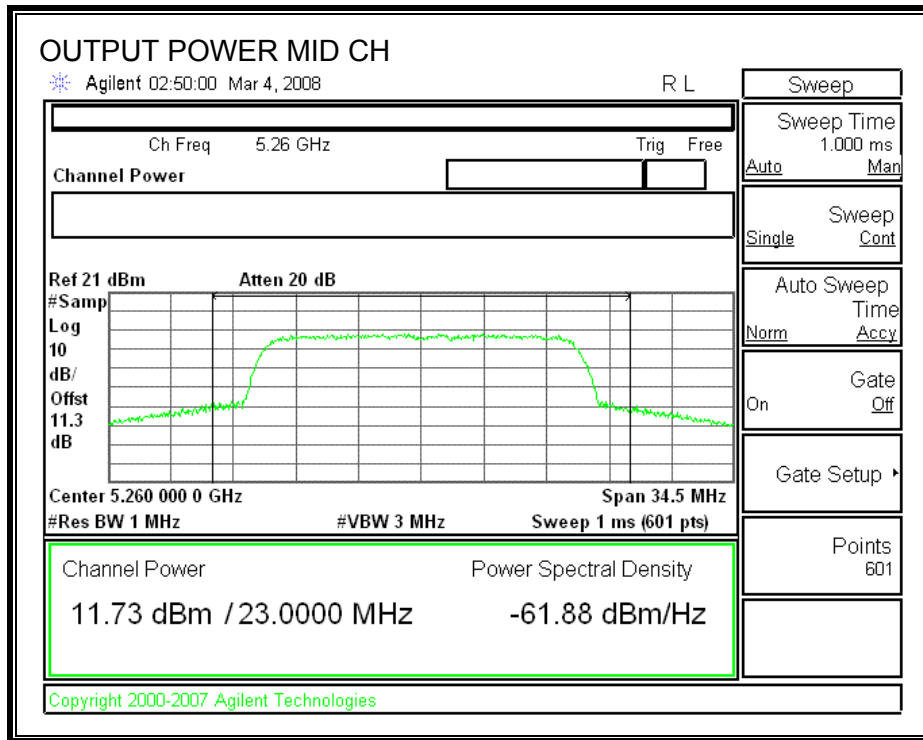 OUTPUT POWER MID CH
Agilent 02:50:00 Mar 4, 2008 R L
Ch Freq 5.26 GHz Trig Free
Channel Power
Ref 21 dBm Atten 20 dB
#Samp
Log
10
dB/
Offst
11.3
dB
Center 5.260 000 0 GHz Span 34.5 MHz
#Res BW 1 MHz #VBW 3 MHz Sweep 1 ms (601 pts)
Channel Power Power Spectral Density
11.73 dBm / 23.0000 MHz -61.88 dBm/Hz
Copyright 2000-2007 Agilent Technologies
Sweep
Sweep Time
1.000 ms
Auto Man
Sweep
Single Cont
Auto Sweep
Time
Norm Accy
Gate
On Off
Gate Setup
Points
601